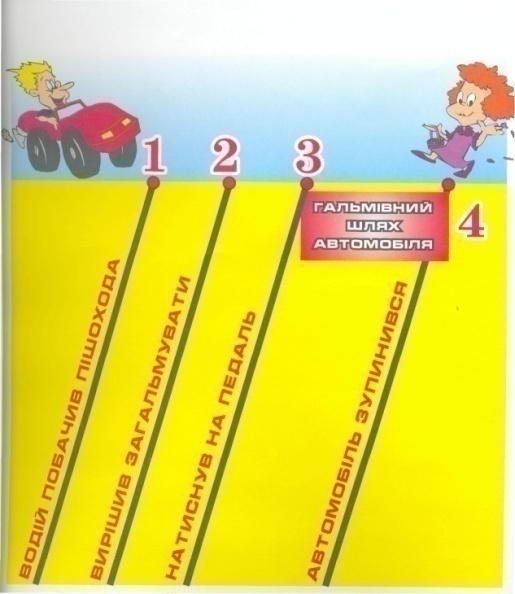 1
2
3
4
ГАЛЬМІВНИЙ
ШЛЯХ
АВТОМОБІЛЯ
ВОДІЙ ПОБАЧИВ ПІШОХОДА
ВИРІШИВ ЗАГАЛЬМУВАТИ
НАТИСНУВ НА ПЕДАЛЬ
АВТОМОБІЛЬ ЗУПИНИВСЯ